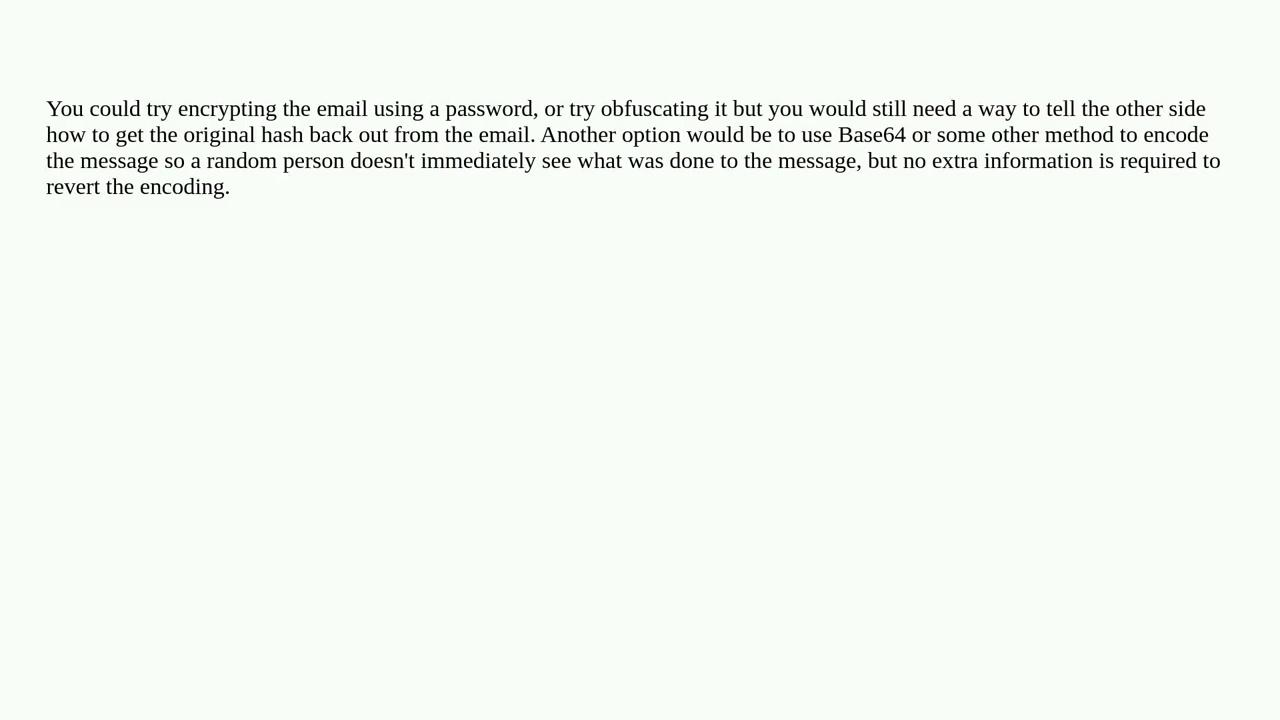 You could try encrypting the email using a password, or try obfuscating it but you would still need a way to tell the other side
how to get the original hash back out from the email. Another option would be to use Base64 or some other method to encode
the message so a random person doesn't immediately see what was done to the message, but no extra information is required to
revert the encoding.